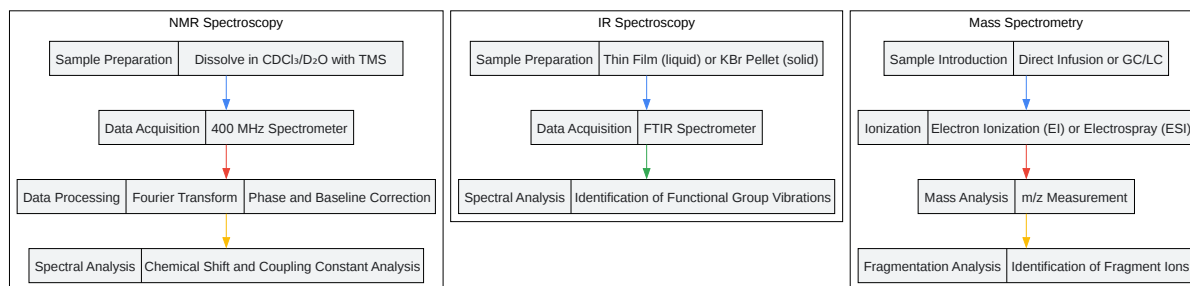 NMR Spectroscopy
Sample Preparation Dissolve in CDCl₃/D₂O with TMS
Data Acquisition 400 MHz Spectrometer
Data Processing Fourier Transform Phase and Baseline Correction
Spectral Analysis Chemical Shift and Coupling Constant Analysis
IR Spectroscopy
Sample Preparation Thin Film (liquid) or KBr Pellet (solid)
Data Acquisition FTIR Spectrometer
Spectral Analysis Identification of Functional Group Vibrations
Mass Spectrometry
Sample Introduction Direct Infusion or GC/LC
Ionization Electron Ionization (EI) or Electrospray (ESI)
Mass Analysis m/z Measurement
Fragmentation Analysis Identification of Fragment Ions